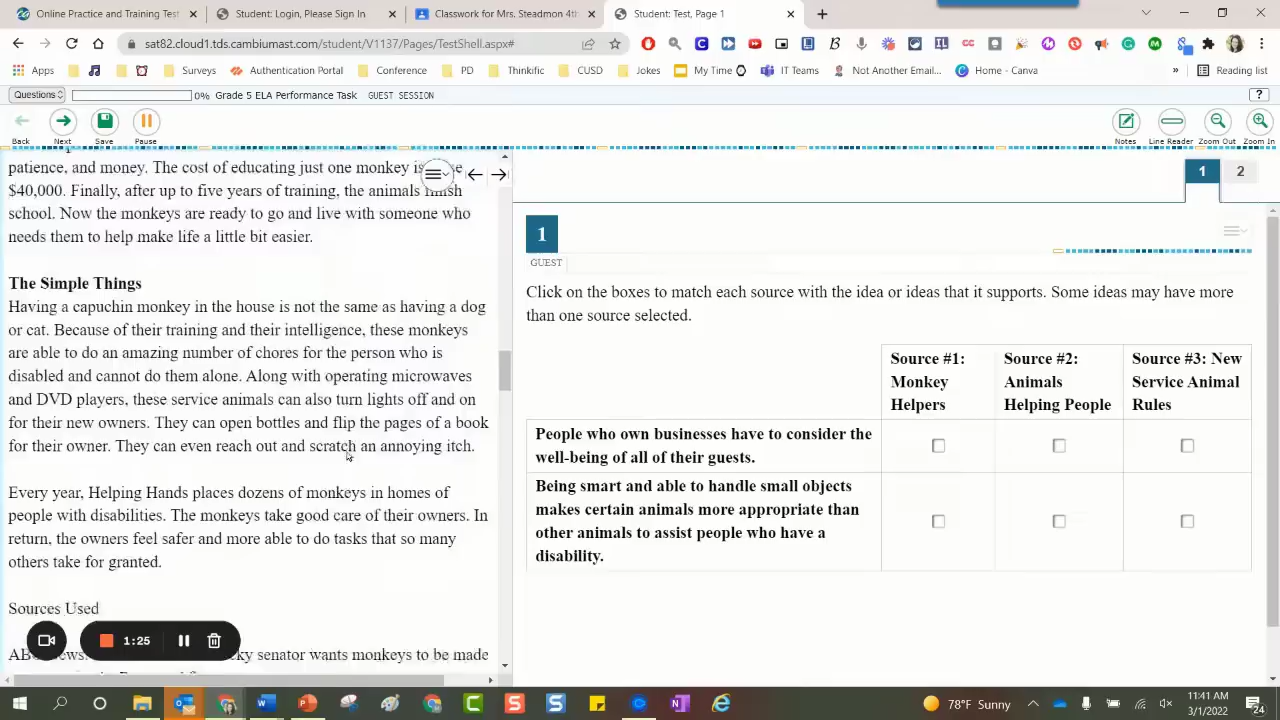 Optional Training Test
Student: Login, Please Sign In
Classwork for Mrs. Stedman 4th
Student: Test, Page 1
sat82.cloud1.tds.cambiumast.com/student/V1137/Pages/TestShell.aspx#
Apps
Surveys
Authentication Portal
Conference
PD
Thinkific
CUSD
Jokes
My Time
IT Teams
Not Another Email...
Home - Canva
»
Reading list
Questions
0%
Grade 5 ELA Performance Task
GUEST SESSION
?
Back
Next
Save
Pause
Notes
Line Reader
Zoom Out
Zoom In
patience, and money. The cost of educating just one monkey is
$40,000. Finally, after up to five years of training, the animals finish
school. Now the monkeys are ready to go and live with someone who
needs them to help make life a little bit easier.
The Simple Things
Having a capuchin monkey in the house is not the same as having a dog
or cat. Because of their training and their intelligence, these monkeys
are able to do an amazing number of chores for the person who is
disabled and cannot do them alone. Along with operating microwaves
and DVD players, these service animals can also turn lights off and on
for their new owners. They can open bottles and flip the pages of a book
for their owner. They can even reach out and scratch an annoying itch.
Every year, Helping Hands places dozens of monkeys in homes of
people with disabilities. The monkeys take good care of their owners. In
return, the owners feel safer and more able to do tasks that so many
others take for granted.
Sources Used
senator wants monkeys to be made
1:25
1
2
1
GUEST
Click on the boxes to match each source with the idea or ideas that it supports. Some ideas may have more
than one source selected.
Source #1:
Monkey
Helpers
Source #2:
Animals
Helping People
Source #3: New
Service Animal
Rules
People who own businesses have to consider the
well-being of all of their guests.
Being smart and able to handle small objects
makes certain animals more appropriate than
other animals to assist people who have a
disability.
78°F Sunny
11:41 AM
3/1/2022
24